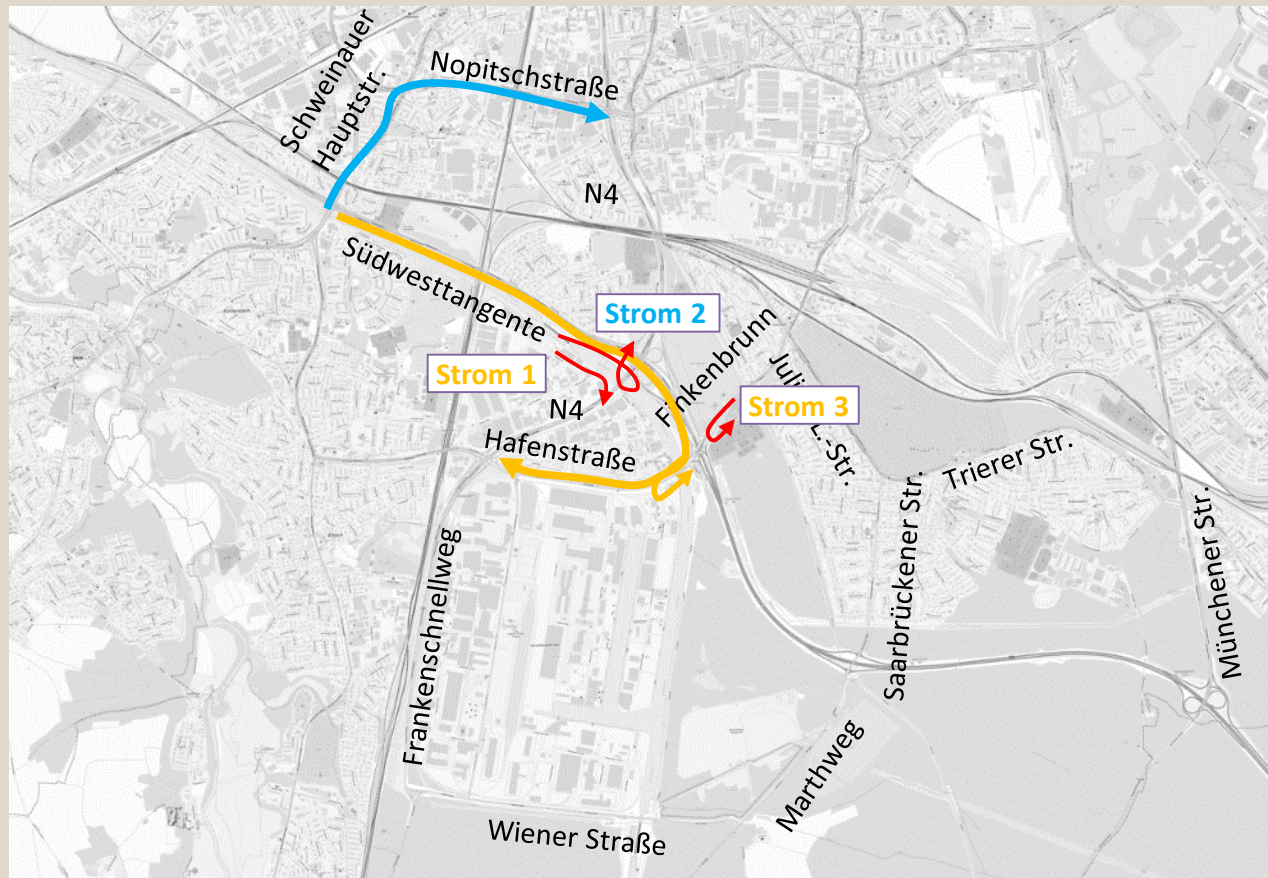 Schweinauer
Hauptstr.
Nopitschstraße
N4
Südwesttangente
Strom 2
Finkenbrunn
Strom 1
Strom 3
N4
Hafenstraße
Trierer Str.
Saarbrückener Str.
Münchener Str.
Frankenschnellweg
Marthweg
Wiener Straße